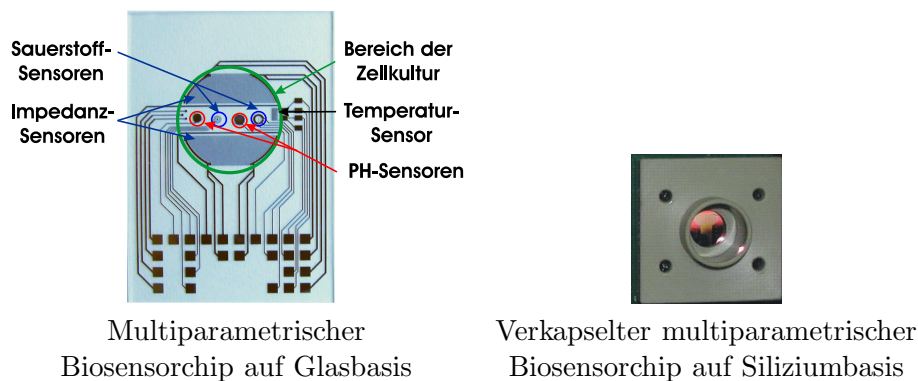 Sauerstoff-
Sensoren
Impedanz-
Sensoren
Bereich der
Zellkultur
Temperatur-
Sensor
PH-Sensoren
Multiparametrischer
Biosensorchip auf Glasbasis
Verkapselter multiparametrischer
Biosensorchip auf Siliziumbasis